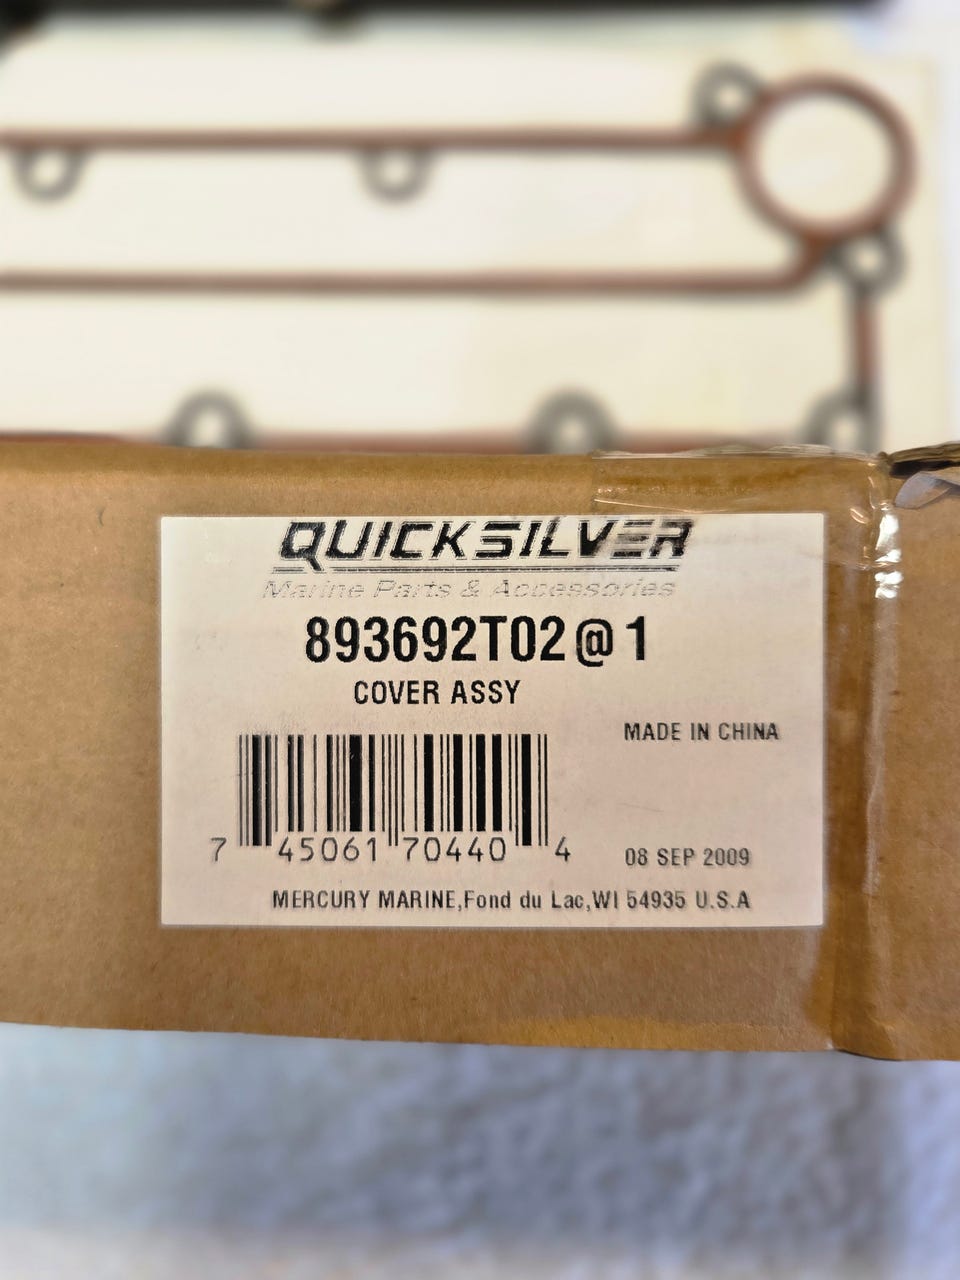 QUICKSILVER
Marine Parts & Accessories
893692T02@1
COVER ASSY
MADE IN CHINA
7 45061 70440 4
08 SEP 2009
MERCURY MARINE,Fond du Lac,WI 54935 U.S.A